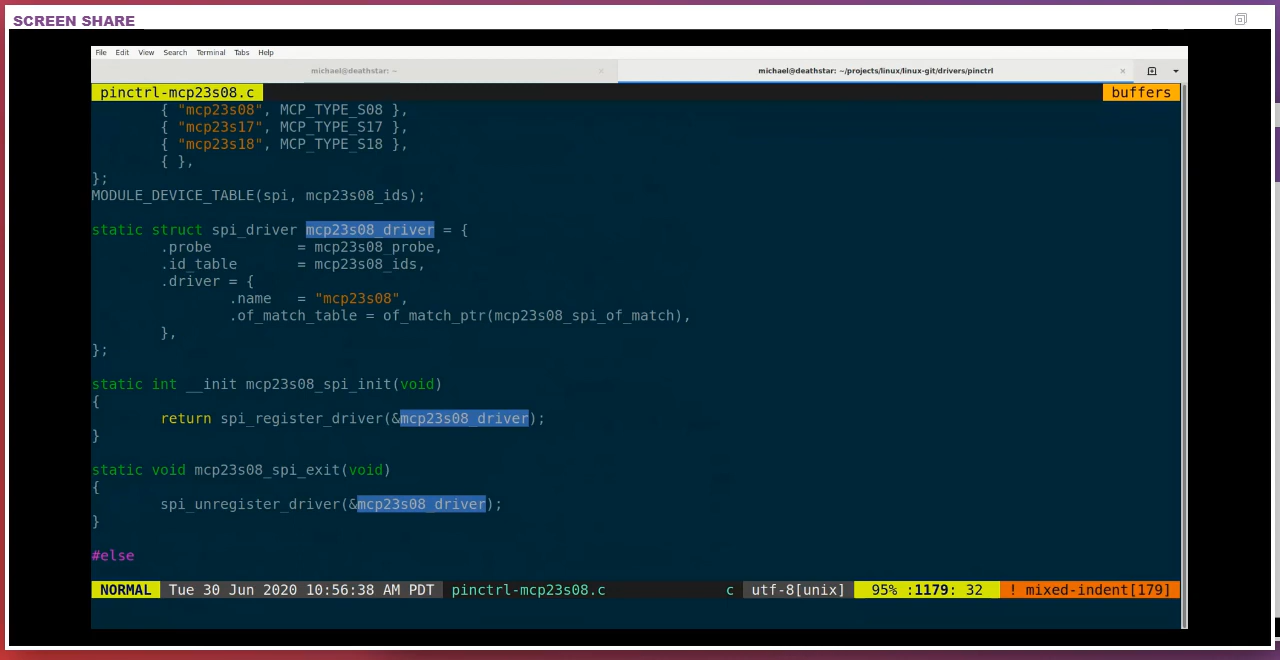 SCREEN SHARE
File Edit View Search Terminal Tabs Help
michael@deathstar: ~ × michael@deathstar: ~/projects/linux/linux-git/drivers/pinctrl ×
pinctrl-mcp23s08.c buffers
{ "mcp23s08", MCP_TYPE_S08 },
{ "mcp23s17", MCP_TYPE_S17 },
{ "mcp23s18", MCP_TYPE_S18 },
{ },
};
MODULE_DEVICE_TABLE(spi, mcp23s08_ids);
static struct spi_driver mcp23s08_driver = {
.probe = mcp23s08_probe,
.id_table = mcp23s08_ids,
.driver = {
.name = "mcp23s08",
.of_match_table = of_match_ptr(mcp23s08_spi_of_match),
},
};
static int __init mcp23s08_spi_init(void)
{
return spi_register_driver(&mcp23s08_driver);
}
static void mcp23s08_spi_exit(void)
{
spi_unregister_driver(&mcp23s08_driver);
}
#else
NORMAL Tue 30 Jun 2020 10:56:38 AM PDT pinctrl-mcp23s08.c c utf-8[unix] 95% :1179: 32 ! mixed-indent[179]